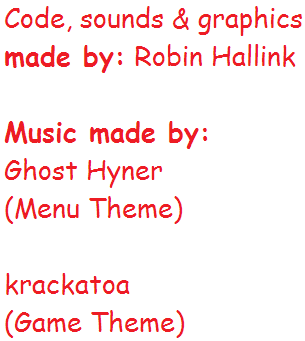 Code, sounds & graphics
made by: Robin Hallink
Music made by:
Ghost Hyner
(Menu Theme)
krackatoa
(Game Theme)